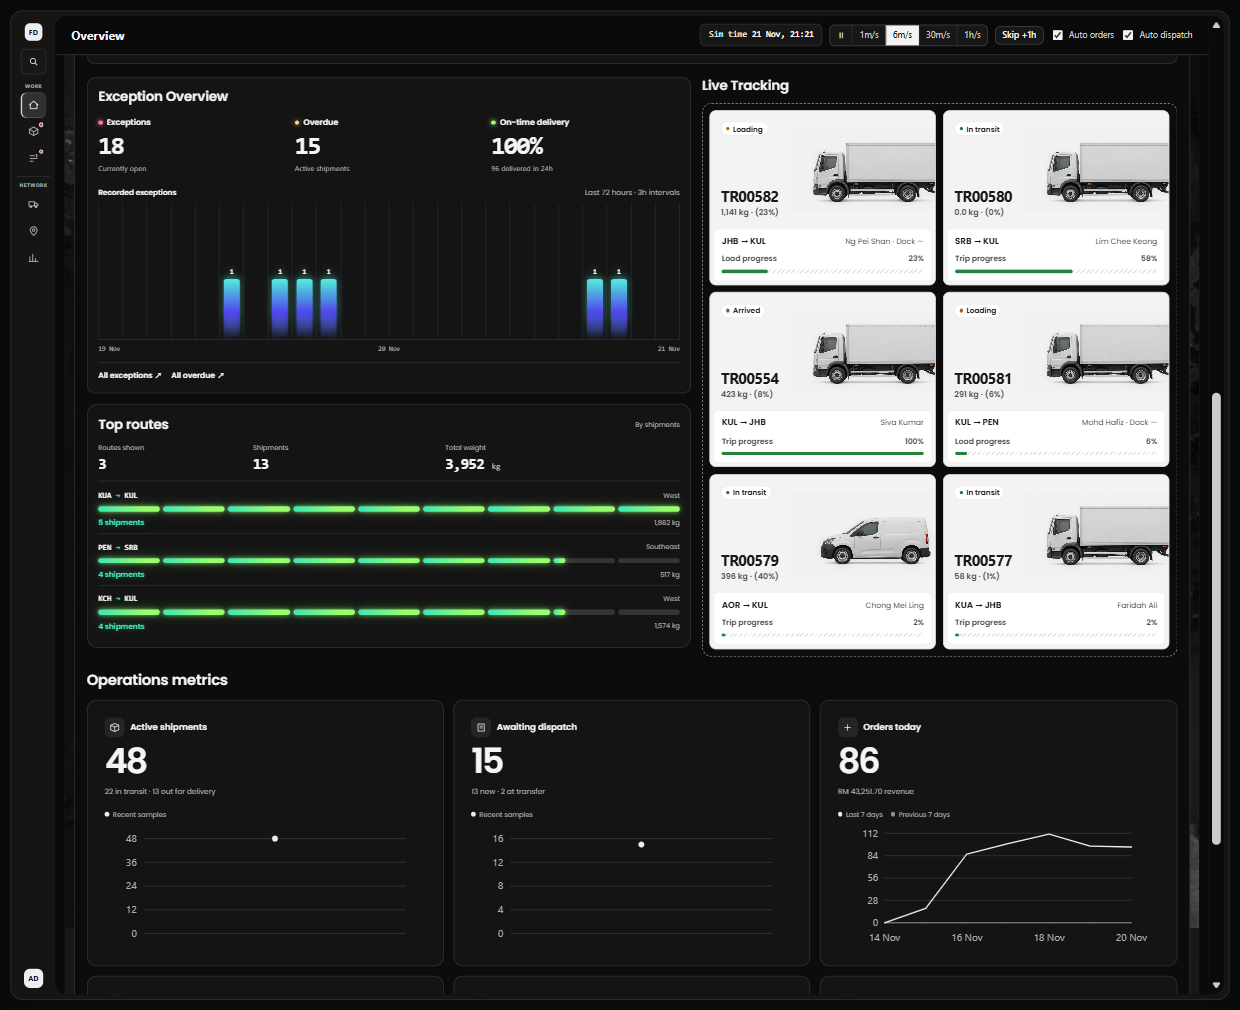 FD
Overview
Sim time 21 Nov, 21:21
1m/s
6m/s
30m/s
1h/s
Skip +1h
Auto orders
Auto dispatch
WORK
NETWORK
AD
Exception Overview
Exceptions
18
Currently open
Overdue
15
Active shipments
On-time delivery
100%
96 delivered in 24h
Recorded exceptions
Last 72 hours · 3h intervals
1
1
1
1
1
1
19 Nov
20 Nov
21 Nov
All exceptions ↗
All overdue ↗
Top routes
By shipments
Routes shown
3
Shipments
13
Total weight
3,952 kg
KUA → KUL
West
5 shipments
1,862 kg
PEN → SRB
Southeast
4 shipments
517 kg
KCH → KUL
West
4 shipments
1,574 kg
Live Tracking
Loading
TR00582
1,141 kg · (23%)
JHB → KUL
Ng Pei Shan · Dock —
Load progress
23%
In transit
TR00580
0.0 kg · (0%)
SRB → KUL
Lim Chee Keong
Trip progress
58%
Arrived
TR00554
423 kg · (8%)
KUL → JHB
Siva Kumar
Trip progress
100%
Loading
TR00581
291 kg · (6%)
KUL → PEN
Mohd Hafiz · Dock —
Load progress
6%
In transit
TR00579
396 kg · (40%)
AOR → KUL
Chong Mei Ling
Trip progress
2%
In transit
TR00577
58 kg · (1%)
KUA → JHB
Faridah Ali
Trip progress
2%
Operations metrics
Active shipments
48
22 in transit · 13 out for delivery
Recent samples
48
36
24
12
0
Awaiting dispatch
15
13 new · 2 at transfer
Recent samples
16
12
8
4
0
Orders today
86
RM 43,251.70 revenue
Last 7 days
Previous 7 days
112
84
56
28
0
14 Nov
16 Nov
18 Nov
20 Nov